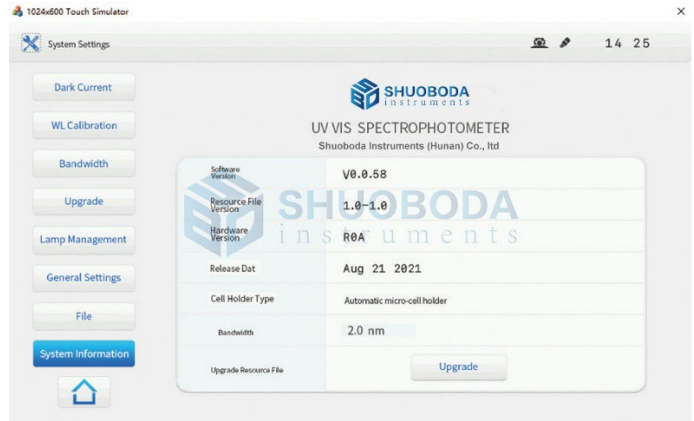 1024x600 Touch Simulator
System Settings
14 25
Dark Current
WL Calibration
Bandwidth
Upgrade
Lamp Management
General Settings
File
System Information
SHUOBODA
instruments
UV VIS SPECTROPHOTOMETER
Shuoboda Instruments (Hunan) Co., ltd
Software
Version
V0.0.58
Resource File
Version
1.0-1.0
Hardware
Version
R0A
Release Dat
Aug 21 2021
Cell Holder Type
Automatic micro-cell holder
Bandwidth
2.0 nm
Upgrade Resource File
Upgrade
SHUOBODA
instruments